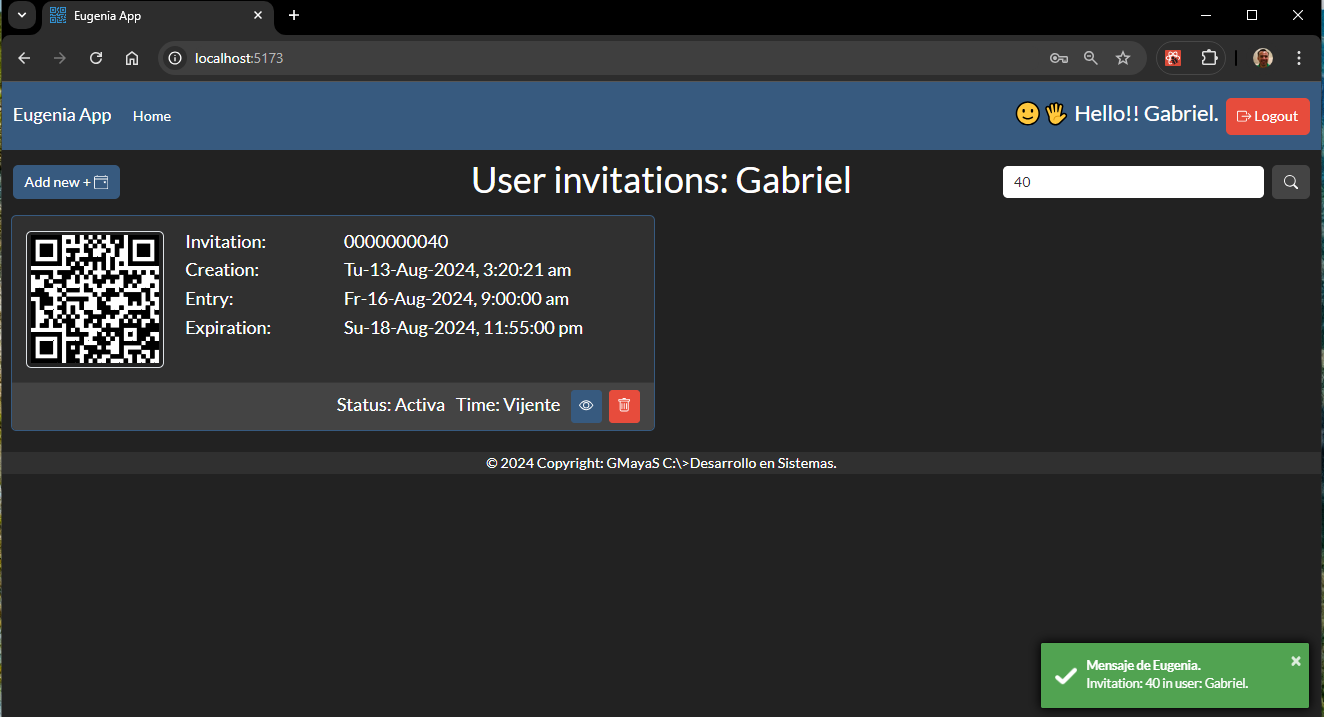 Eugenia App
localhost:5173
Eugenia App Home
Hello!! Gabriel.
Logout
Add new +
User invitations: Gabriel
40
Invitation: 0000000040
Creation: Tu-13-Aug-2024, 3:20:21 am
Entry: Fr-16-Aug-2024, 9:00:00 am
Expiration: Su-18-Aug-2024, 11:55:00 pm
Status: Activa Time: Vijente
© 2024 Copyright: GMayaS C:\>Desarrollo en Sistemas.
Mensaje de Eugenia.
Invitation: 40 in user: Gabriel.